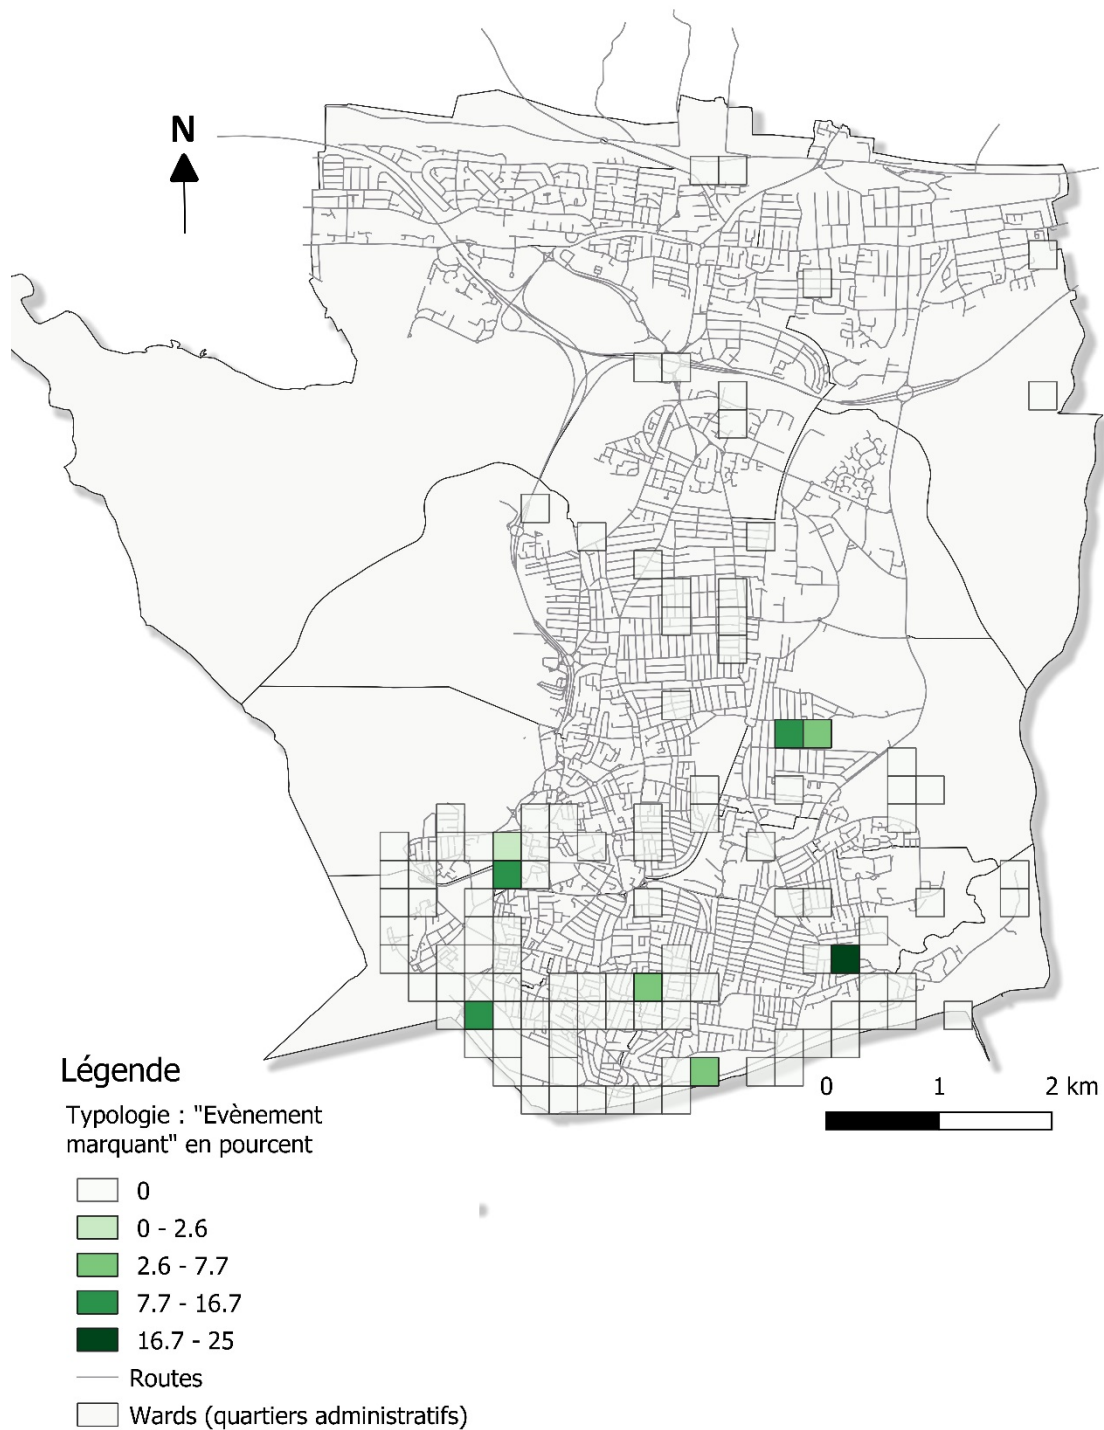 N
0 1 2 km
Légende
Typologie : "Evènement
marquant" en pourcent
0
0 - 2.6
2.6 - 7.7
7.7 - 16.7
16.7 - 25
Routes
Wards (quartiers administratifs)